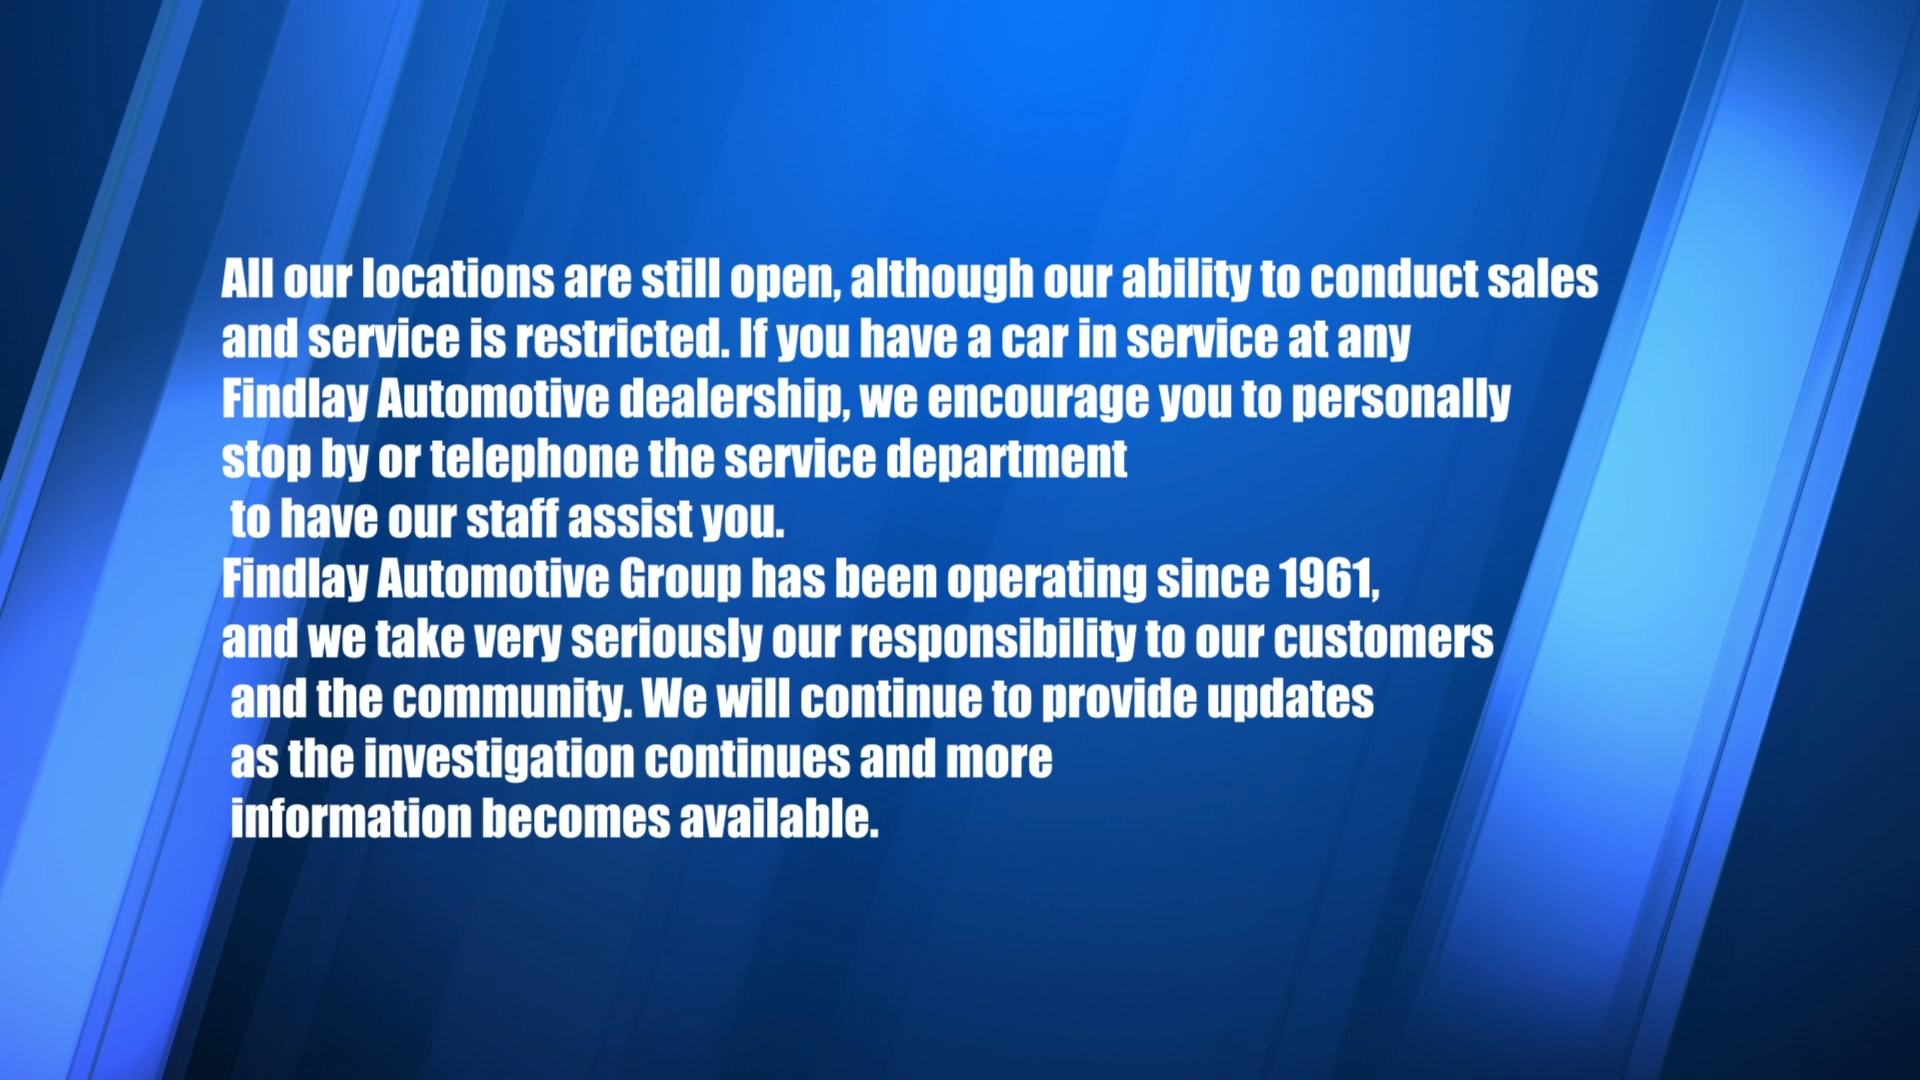 All our locations are still open, although our ability to conduct sales
and service is restricted. If you have a car in service at any
Findlay Automotive dealership, we encourage you to personally
stop by or telephone the service department
to have our staff assist you.
Findlay Automotive Group has been operating since 1961,
and we take very seriously our responsibility to our customers
and the community. We will continue to provide updates
as the investigation continues and more
information becomes available.